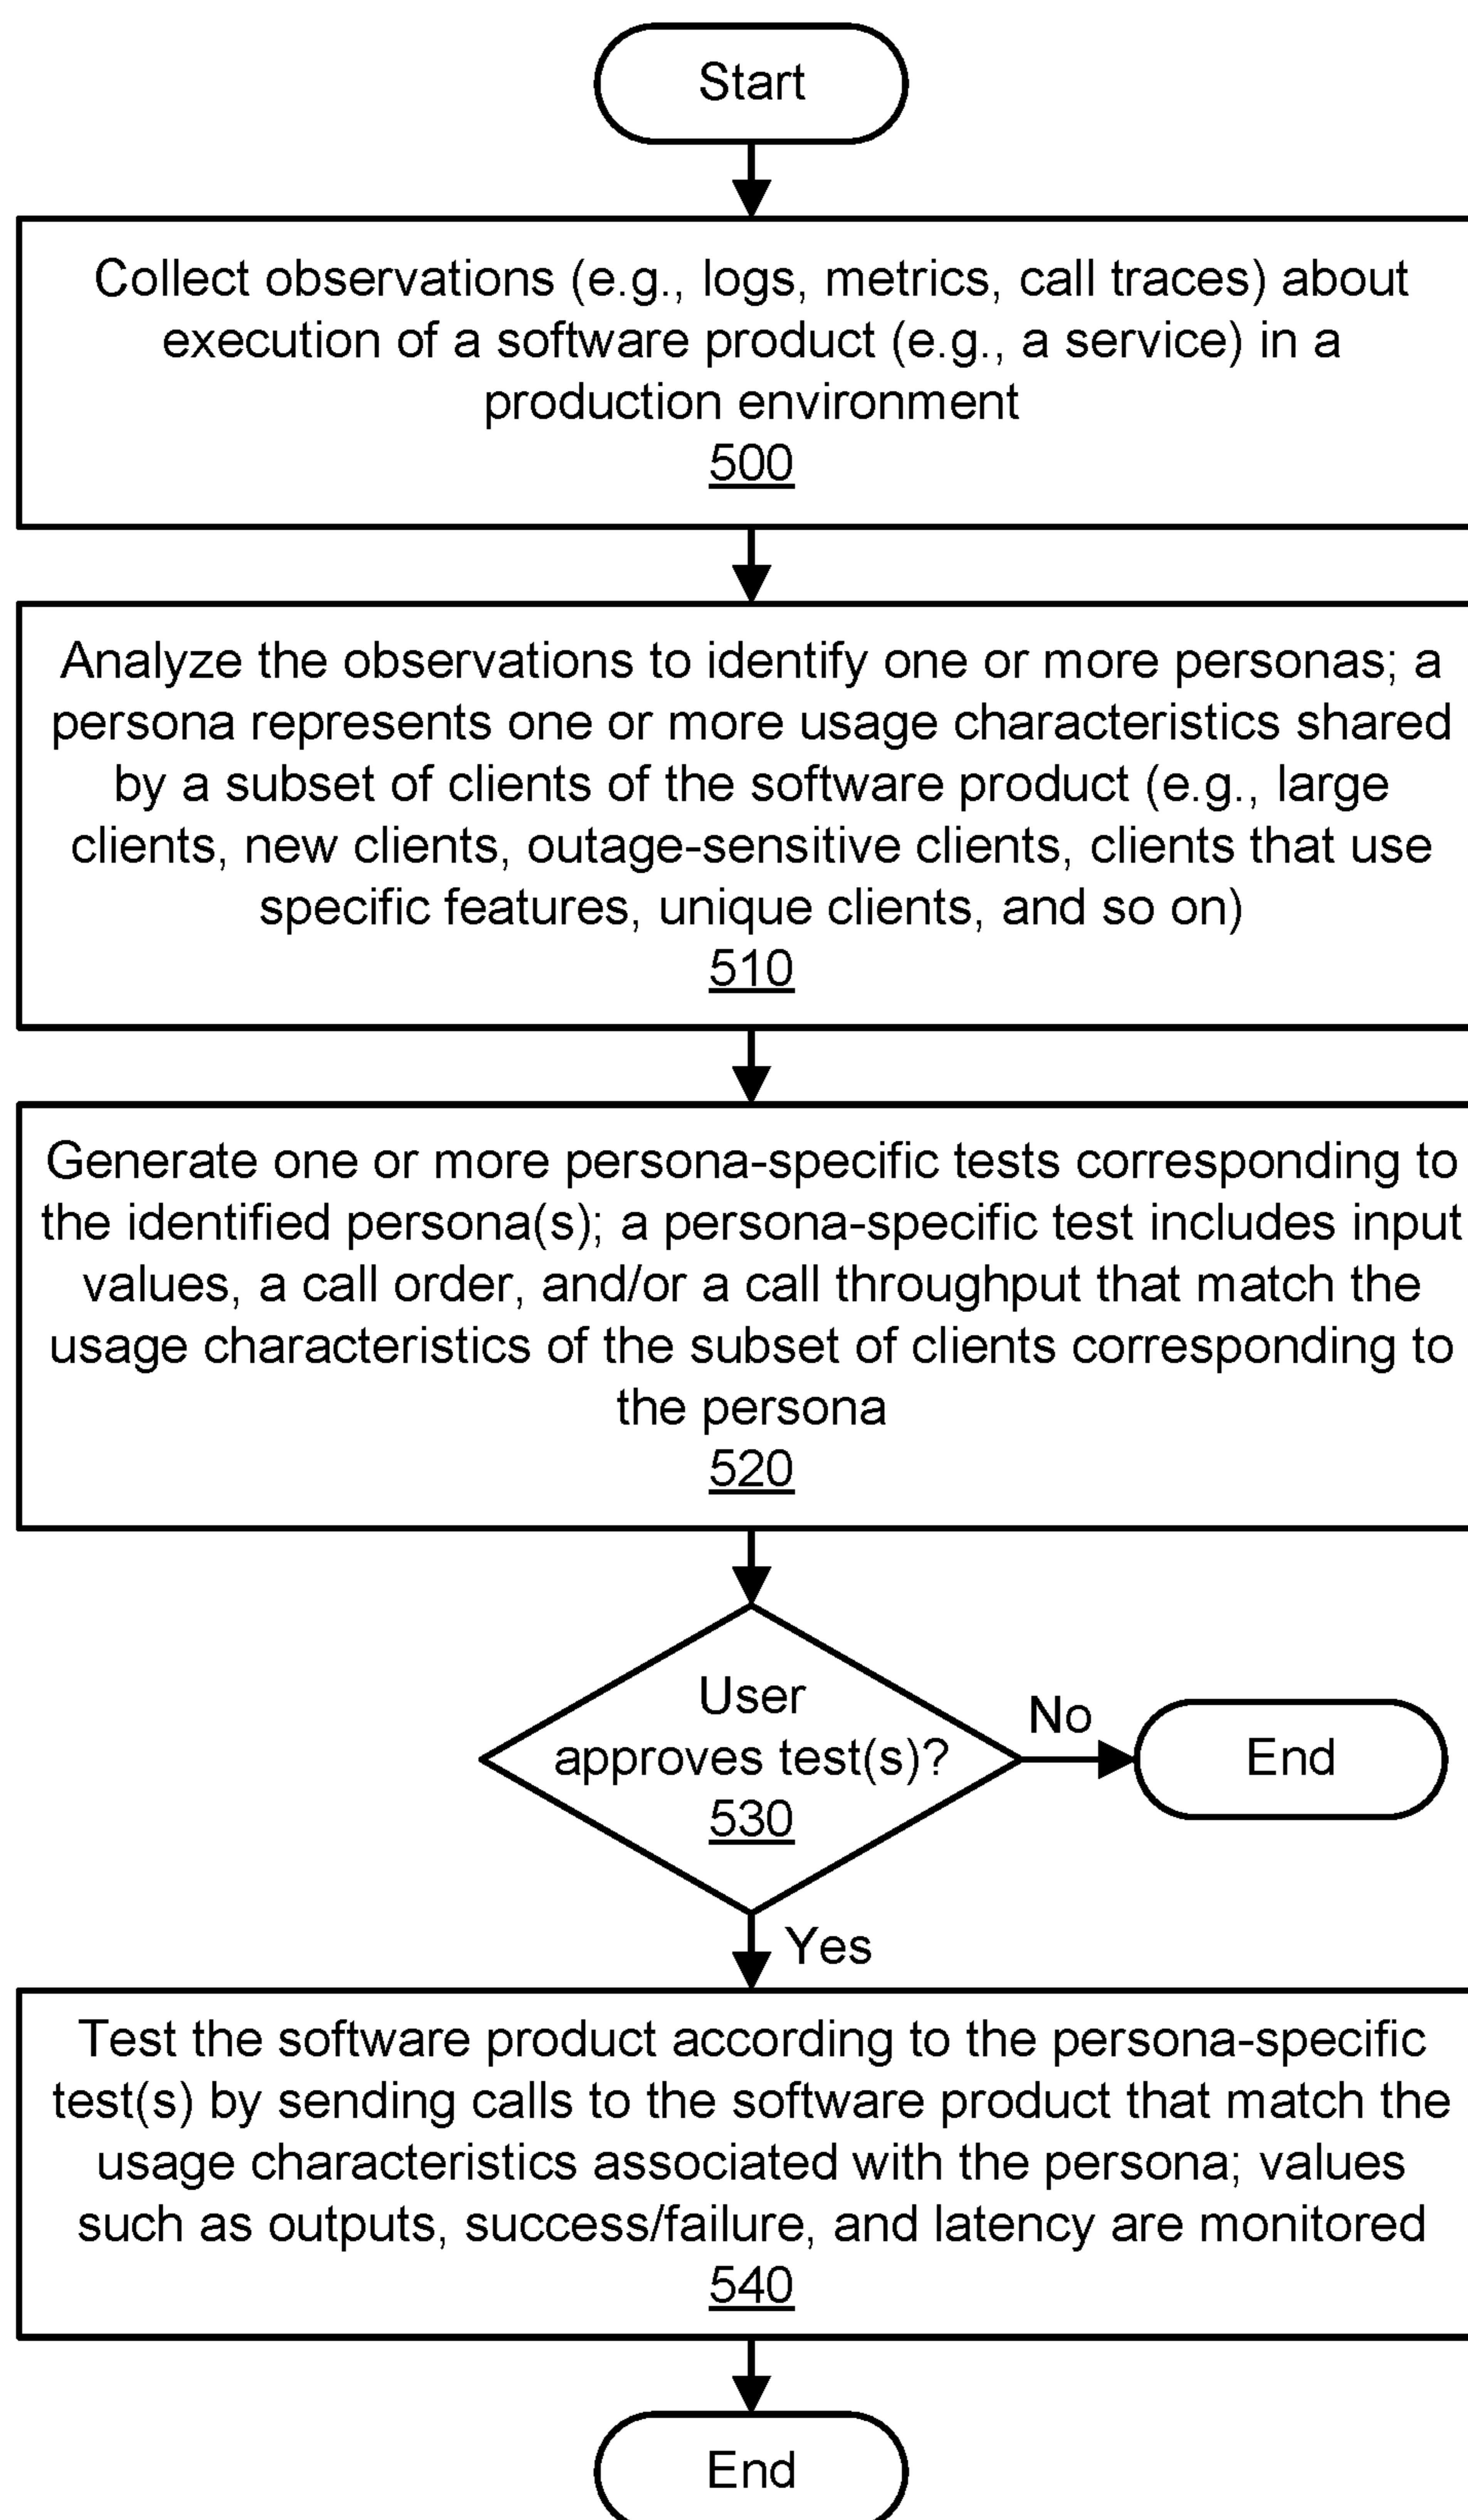 Start
Collect observations (e.g., logs, metrics, call traces) about
execution of a software product (e.g., a service) in a
production environment
500
Analyze the observations to identify one or more personas; a
persona represents one or more usage characteristics shared
by a subset of clients of the software product (e.g., large
clients, new clients, outage-sensitive clients, clients that use
specific features, unique clients, and so on)
510
Generate one or more persona-specific tests corresponding to
the identified persona(s); a persona-specific test includes input
values, a call order, and/or a call throughput that match the
usage characteristics of the subset of clients corresponding to
the persona
520
User
approves test(s)?
530
No
End
Yes
Test the software product according to the persona-specific
test(s) by sending calls to the software product that match the
usage characteristics associated with the persona; values
such as outputs, success/failure, and latency are monitored
540
End